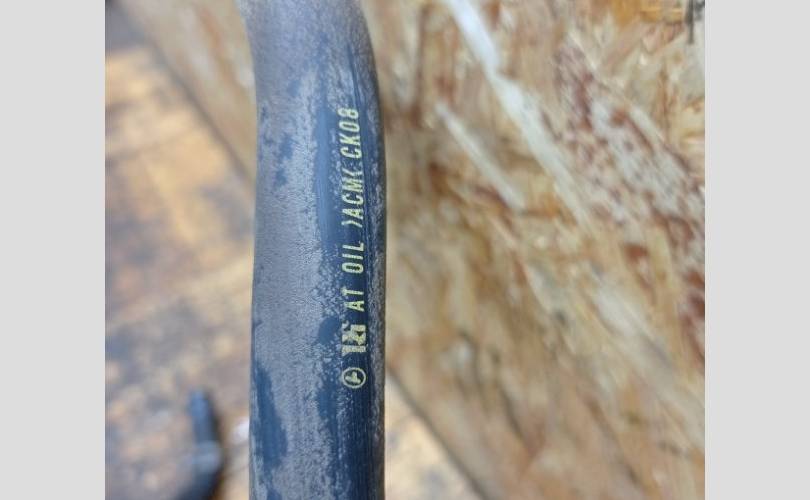 AT OIL >ACM< CK08